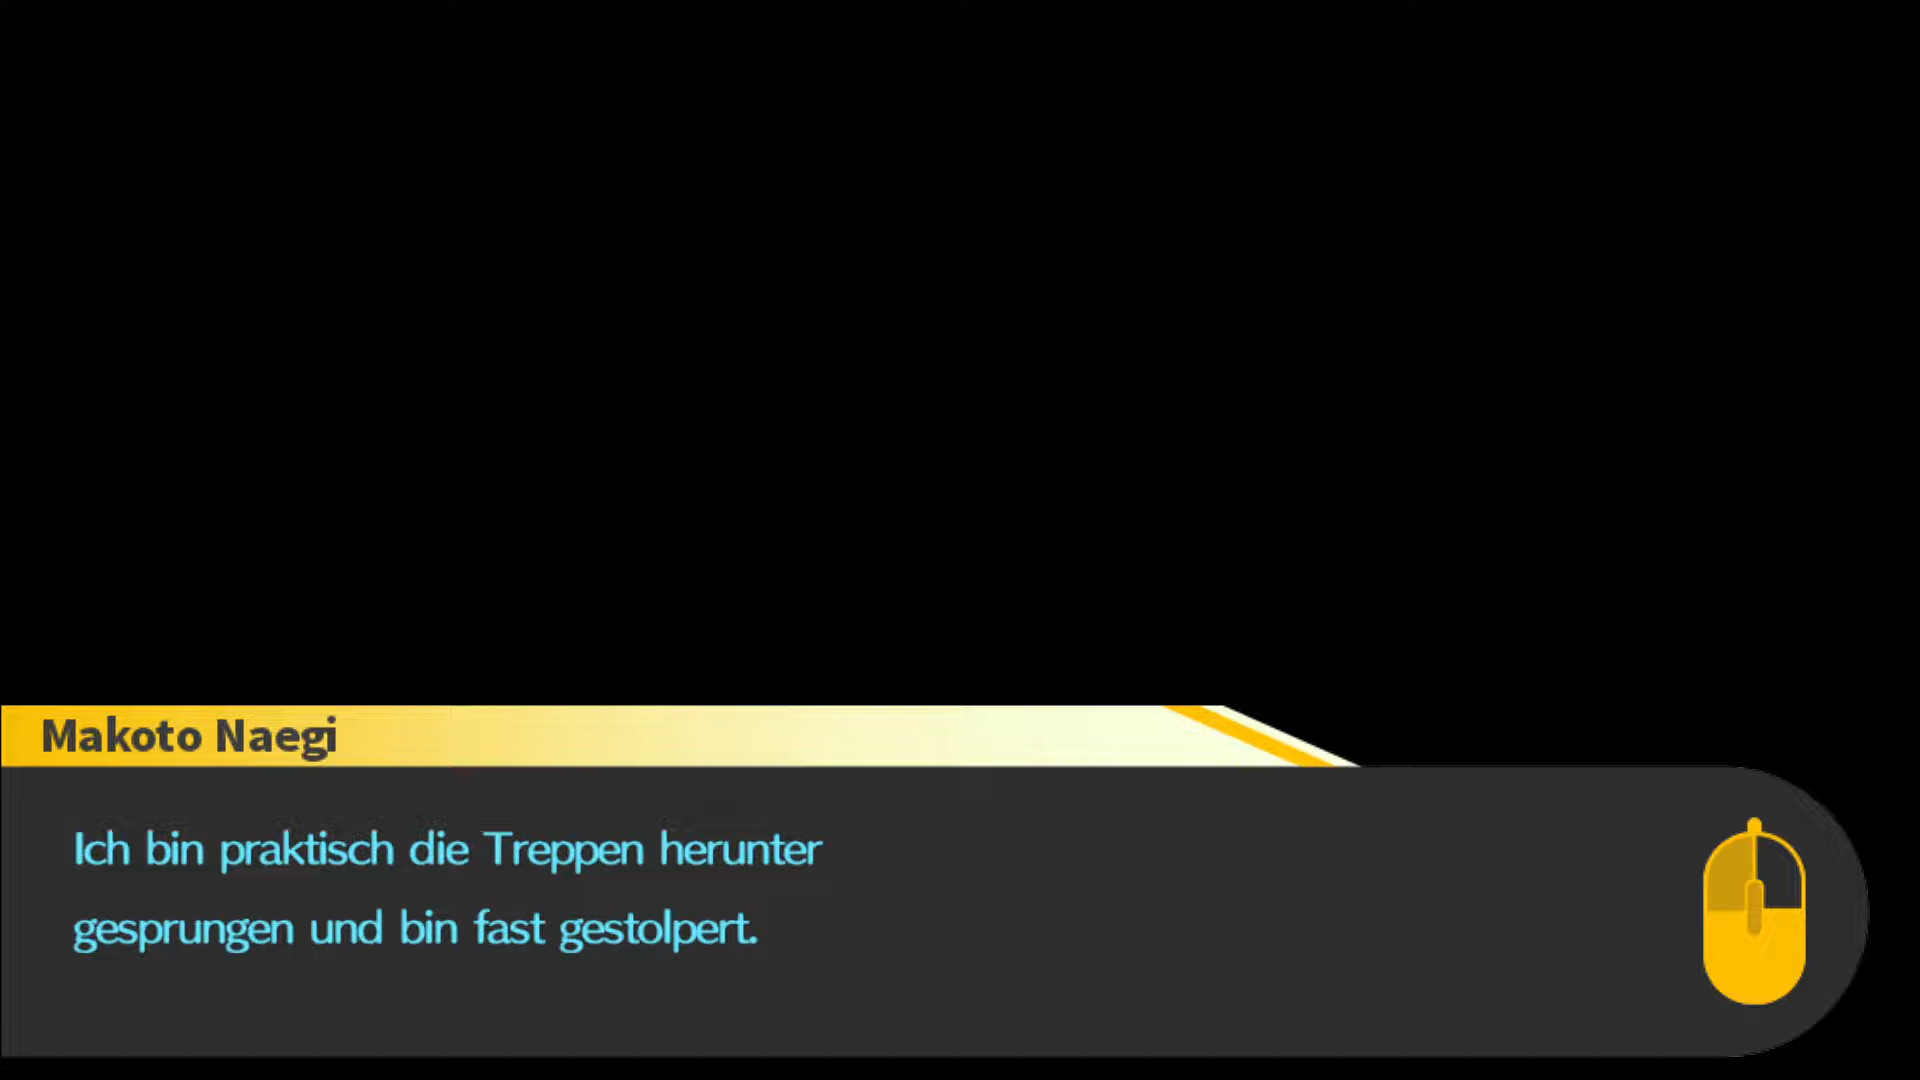 Makoto Naegi
Ich bin praktisch die Treppen herunter
gesprungen und bin fast gestolpert.